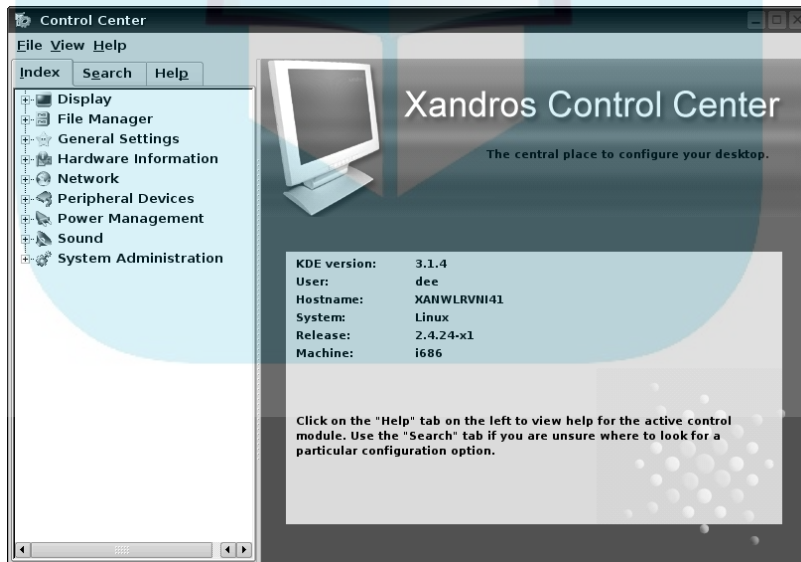 Control Center
File View Help
Index Search Help
Display
File Manager
General Settings
Hardware Information
Network
Peripheral Devices
Power Management
Sound
System Administration
Xandros Control Center
The central place to configure your desktop.
KDE version: 3.1.4
User: dee
Hostname: XANWLRVNI41
System: Linux
Release: 2.4.24-x1
Machine: i686
Click on the "Help" tab on the left to view help for the active control
module. Use the "Search" tab if you are unsure where to look for a
particular configuration option.